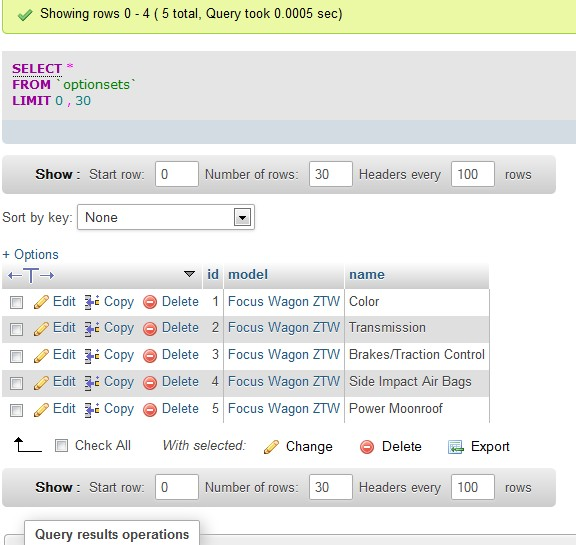 Showing rows 0 - 4 ( 5 total, Query took 0.0005 sec)
SELECT *
FROM `optionsets`
LIMIT 0 , 30
Show : Start row: 0 Number of rows: 30 Headers every 100 rows
Sort by key: None
+ Options
←T→ id model name
Edit Copy Delete 1 Focus Wagon ZTW Color
Edit Copy Delete 2 Focus Wagon ZTW Transmission
Edit Copy Delete 3 Focus Wagon ZTW Brakes/Traction Control
Edit Copy Delete 4 Focus Wagon ZTW Side Impact Air Bags
Edit Copy Delete 5 Focus Wagon ZTW Power Moonroof
Check All With selected: Change Delete Export
Show : Start row: 0 Number of rows: 30 Headers every 100 rows
Query results operations